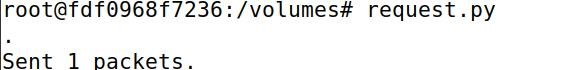 root@fdf0968f7236:/volumes# request.py
.
Sent 1 packets.